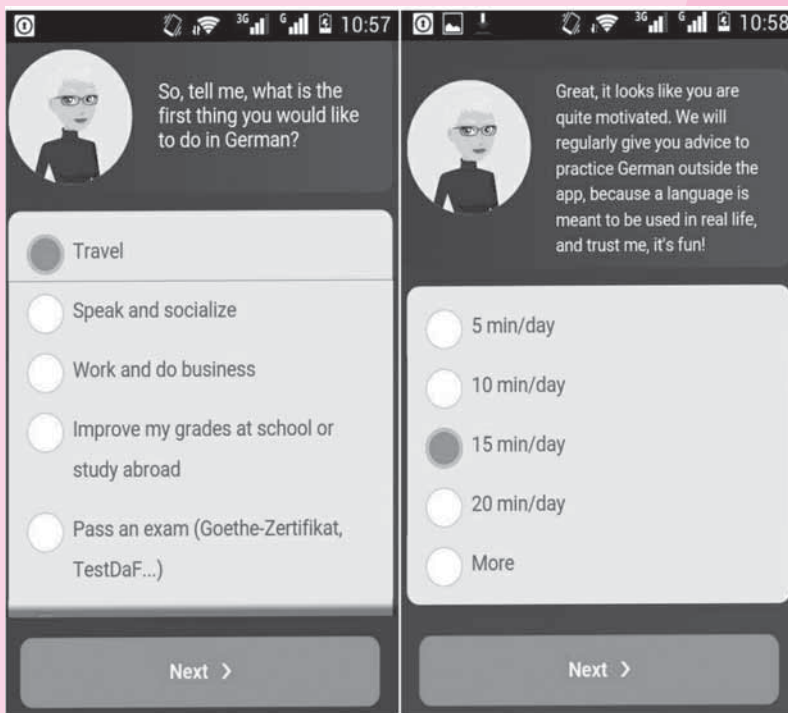 3G G 10:57
So, tell me, what is the
first thing you would like
to do in German?
Travel
Speak and socialize
Work and do business
Improve my grades at school or
study abroad
Pass an exam (Goethe-Zertifikat,
TestDaF...)
Next >
3G G 10:58
Great, it looks like you are
quite motivated. We will
regularly give you advice to
practice German outside the
app, because a language is
meant to be used in real life,
and trust me, it's fun!
5 min/day
10 min/day
15 min/day
20 min/day
More
Next >